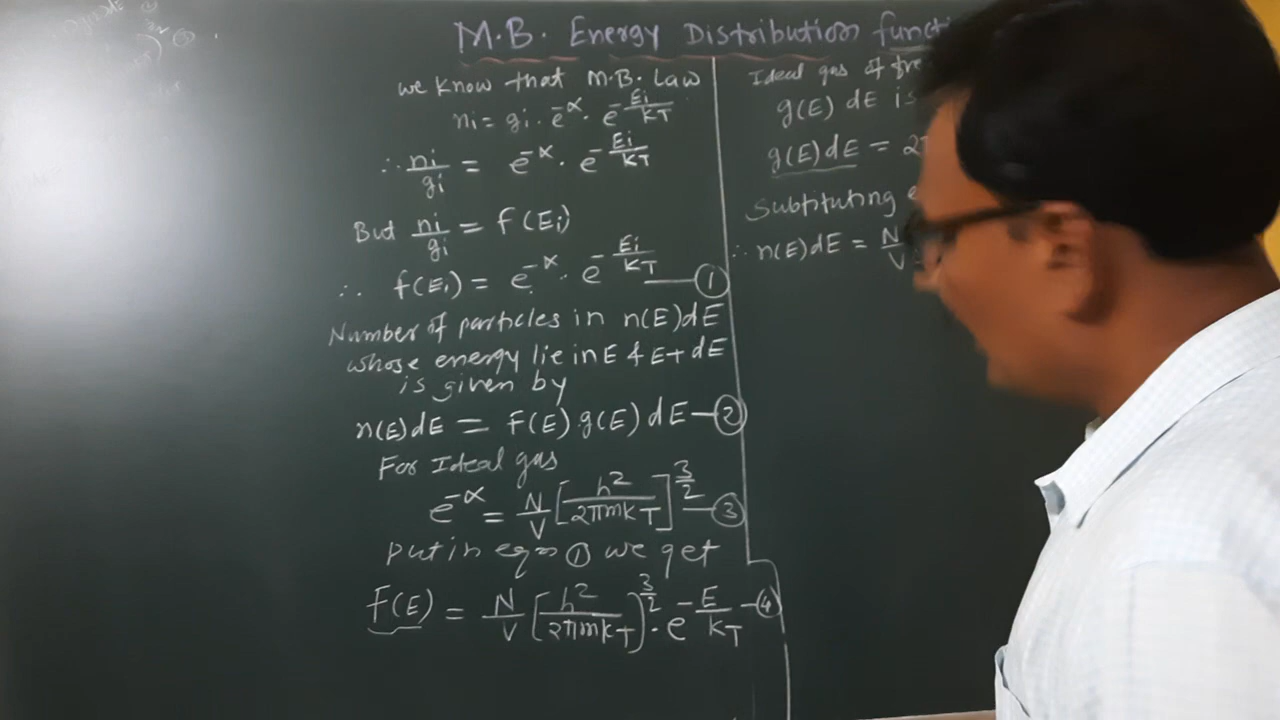 M.B. Energy Distribution functi
we know that M.B. Law
ni = gi . e^-α . e^-Ei/KT
∴ ni/gi = e^-α . e^-Ei/KT
But ni/gi = f(Ei)
∴ f(Ei) = e^-α . e^-Ei/KT —①
Number of particles in n(E)dE
whose energy lie in E & E+dE
is given by
n(E)dE = F(E).g(E)dE —②
For Ideal gas
e^-α = N/V [h²/2πmkT]^3/2 —③
put in eqn ① we get
f(E) = N/V [h²/2πmkT]^3/2 . e^-E/KT —④
Ideal gas of fre
g(E) dE is
g(E)dE = 2π
Substituting
∴ n(E)dE = N/V